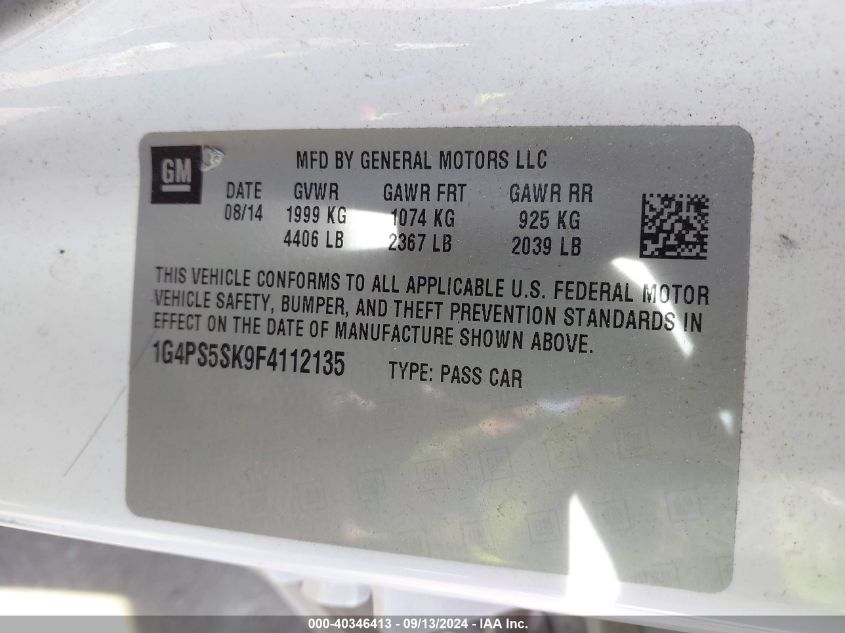 GM
MFD BY GENERAL MOTORS LLC
DATE GVWR GAWR FRT GAWR RR
08/14 1999 KG 1074 KG 925 KG
4406 LB 2367 LB 2039 LB
THIS VEHICLE CONFORMS TO ALL APPLICABLE U.S. FEDERAL MOTOR
VEHICLE SAFETY, BUMPER, AND THEFT PREVENTION STANDARDS IN
EFFECT ON THE DATE OF MANUFACTURE SHOWN ABOVE.
1G4PS5SK9F4112135 TYPE: PASS CAR
000-40346413 - 09/13/2024 - IAA Inc.